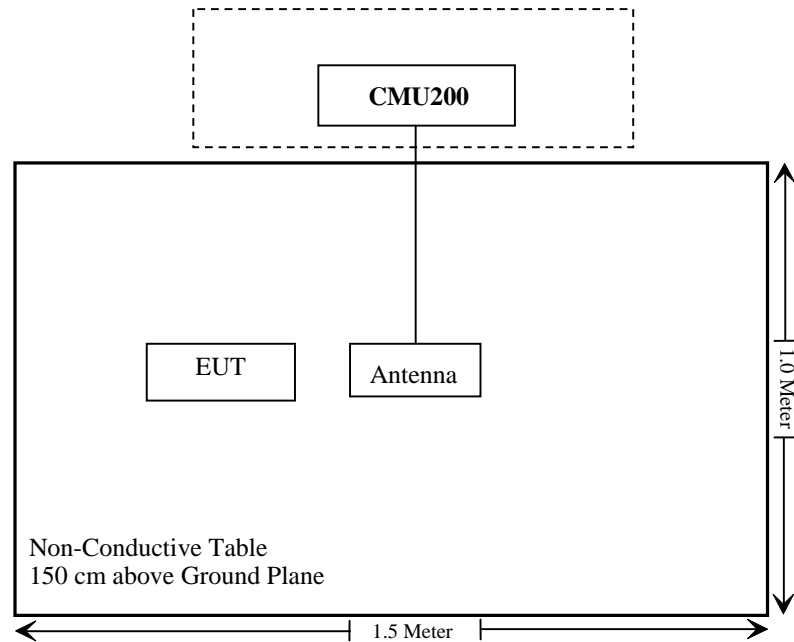 CMU200
EUT
Antenna
1.0 Meter
Non-Conductive Table
150 cm above Ground Plane
1.5 Meter